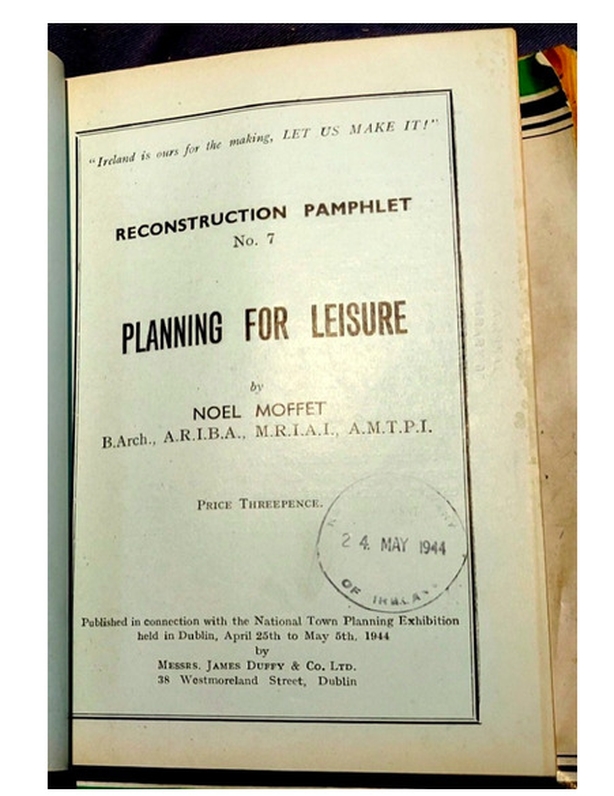 "Ireland is ours for the making, LET US MAKE IT!"
RECONSTRUCTION PAMPHLET
No. 7
PLANNING FOR LEISURE
by
NOEL MOFFET
B.Arch., A.R.I.B.A., M.R.I.A.I., A.M.T.P.I.
PRICE THREEPENCE.
24 MAY 1944
OF IRELAND
Published in connection with the National Town Planning Exhibition
held in Dublin, April 25th to May 5th, 1944
by
MESSRS. JAMES DUFFY & CO. LTD.
38 Westmoreland Street, Dublin